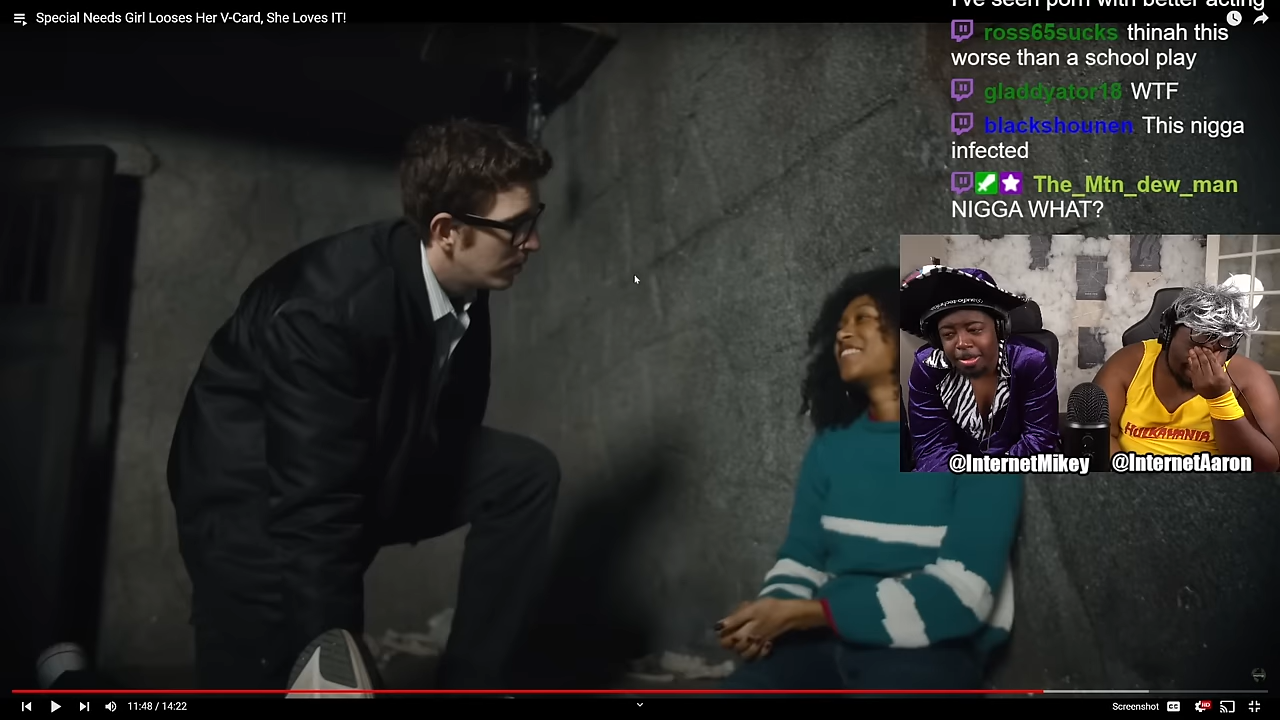 Special Needs Girl Looses Her V-Card, She Loves IT!
I've seen porn with better acting
ross65sucks thinah this
worse than a school play
gladdyator18 WTF
blackshounen This nigga
infected
The_Mtn_dew_man
NIGGA WHAT?
HULKAMANIA
@InternetMikey @InternetAaron
11:48 / 14:22
Screenshot CC HD